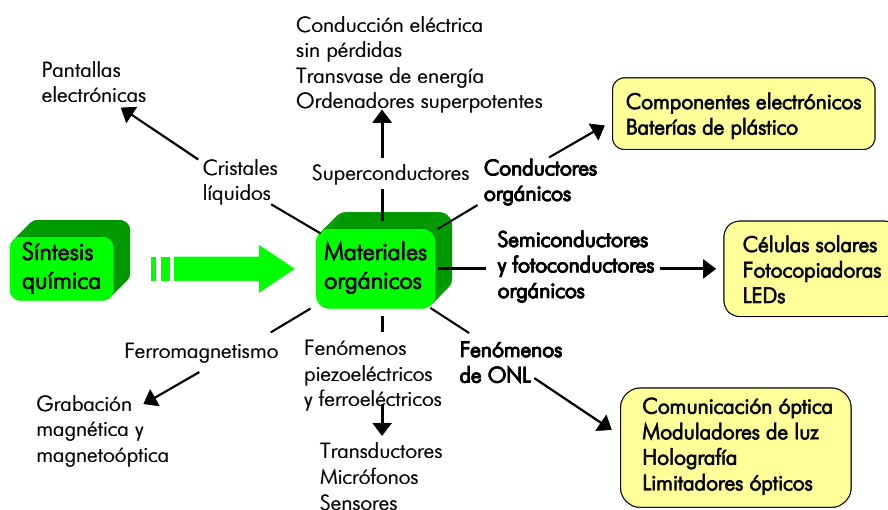 Conducción eléctrica
sin pérdidas
Transvase de energía
Ordenadores superpotentes
Pantallas
electrónicas
Componentes electrónicos
Baterías de plástico
Cristales
líquidos
Superconductores
Conductores
orgánicos
Síntesis
química
Materiales
orgánicos
Semiconductores
y fotoconductores
orgánicos
Células solares
Fotocopiadoras
LEDs
Ferromagnetismo
Fenómenos
piezoeléctricos
y ferroeléctricos
Fenómenos
de ONL
Grabación
magnética y
magnetoóptica
Transductores
Micrófonos
Sensores
Comunicación óptica
Moduladores de luz
Holografía
Limitadores ópticos